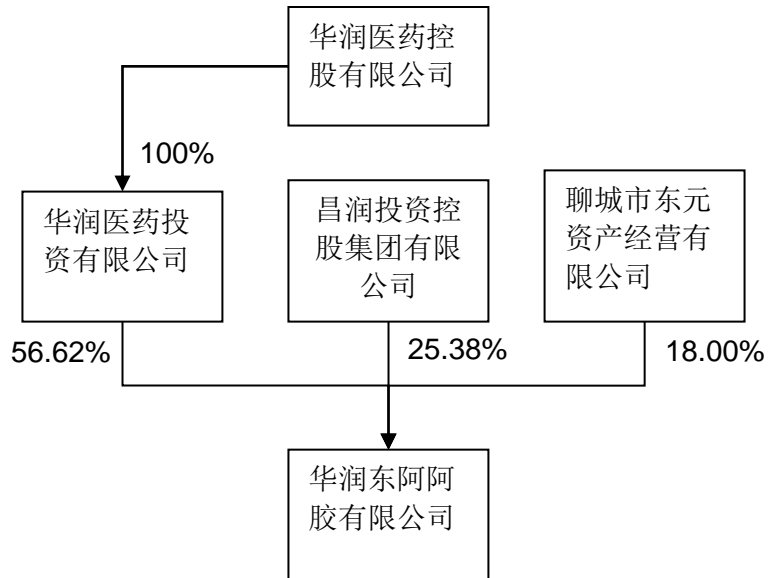 华润医药控
股有限公司
100%
华润医药投
资有限公司
昌润投资控
股集团有限
公司
聊城市东元
资产经营有
限公司
56.62%
25.38%
18.00%
华润东阿阿
胶有限公司